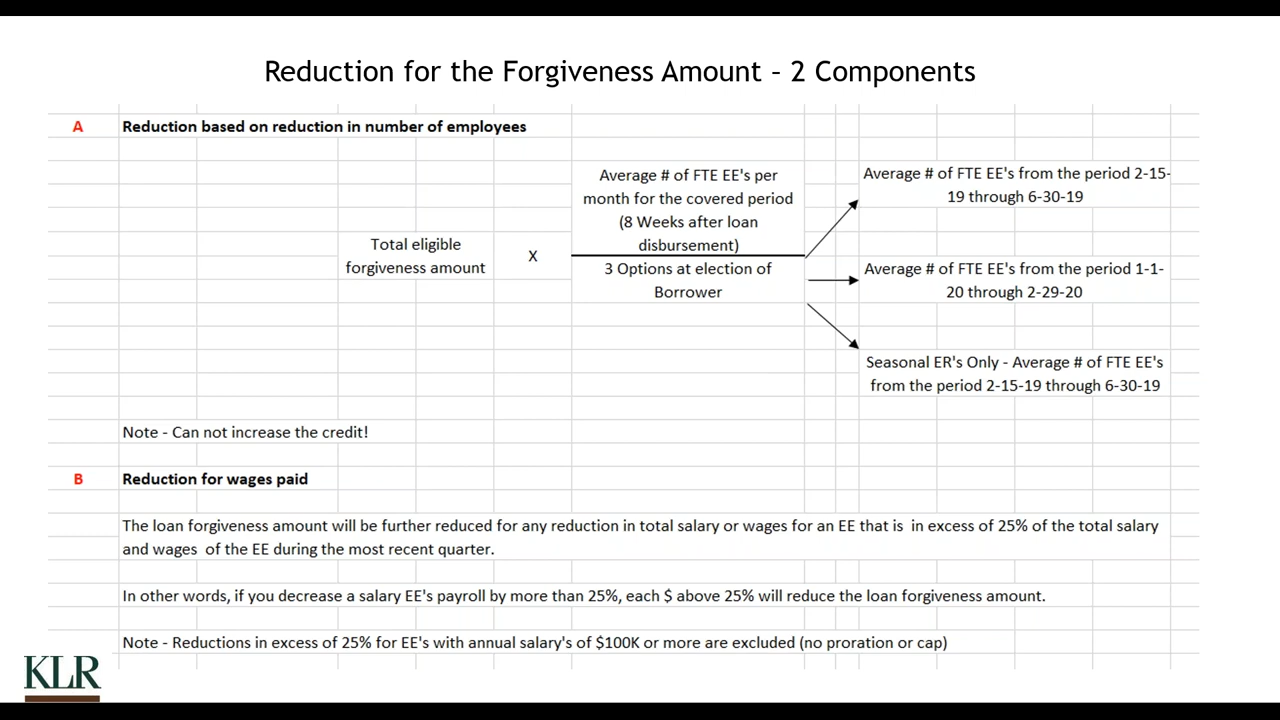 Reduction for the Forgiveness Amount – 2 Components
A
Reduction based on reduction in number of employees
Total eligible
forgiveness amount
X
Average # of FTE EE's per
month for the covered period
(8 Weeks after loan
disbursement)
3 Options at election of
Borrower
Average # of FTE EE's from the period 2-15-
19 through 6-30-19
Average # of FTE EE's from the period 1-1-
20 through 2-29-20
Seasonal ER's Only - Average # of FTE EE's
from the period 2-15-19 through 6-30-19
Note - Can not increase the credit!
B
Reduction for wages paid
The loan forgiveness amount will be further reduced for any reduction in total salary or wages for an EE that is in excess of 25% of the total salary
and wages of the EE during the most recent quarter.
In other words, if you decrease a salary EE's payroll by more than 25%, each $ above 25% will reduce the loan forgiveness amount.
Note - Reductions in excess of 25% for EE's with annual salary's of $100K or more are excluded (no proration or cap)
KLR